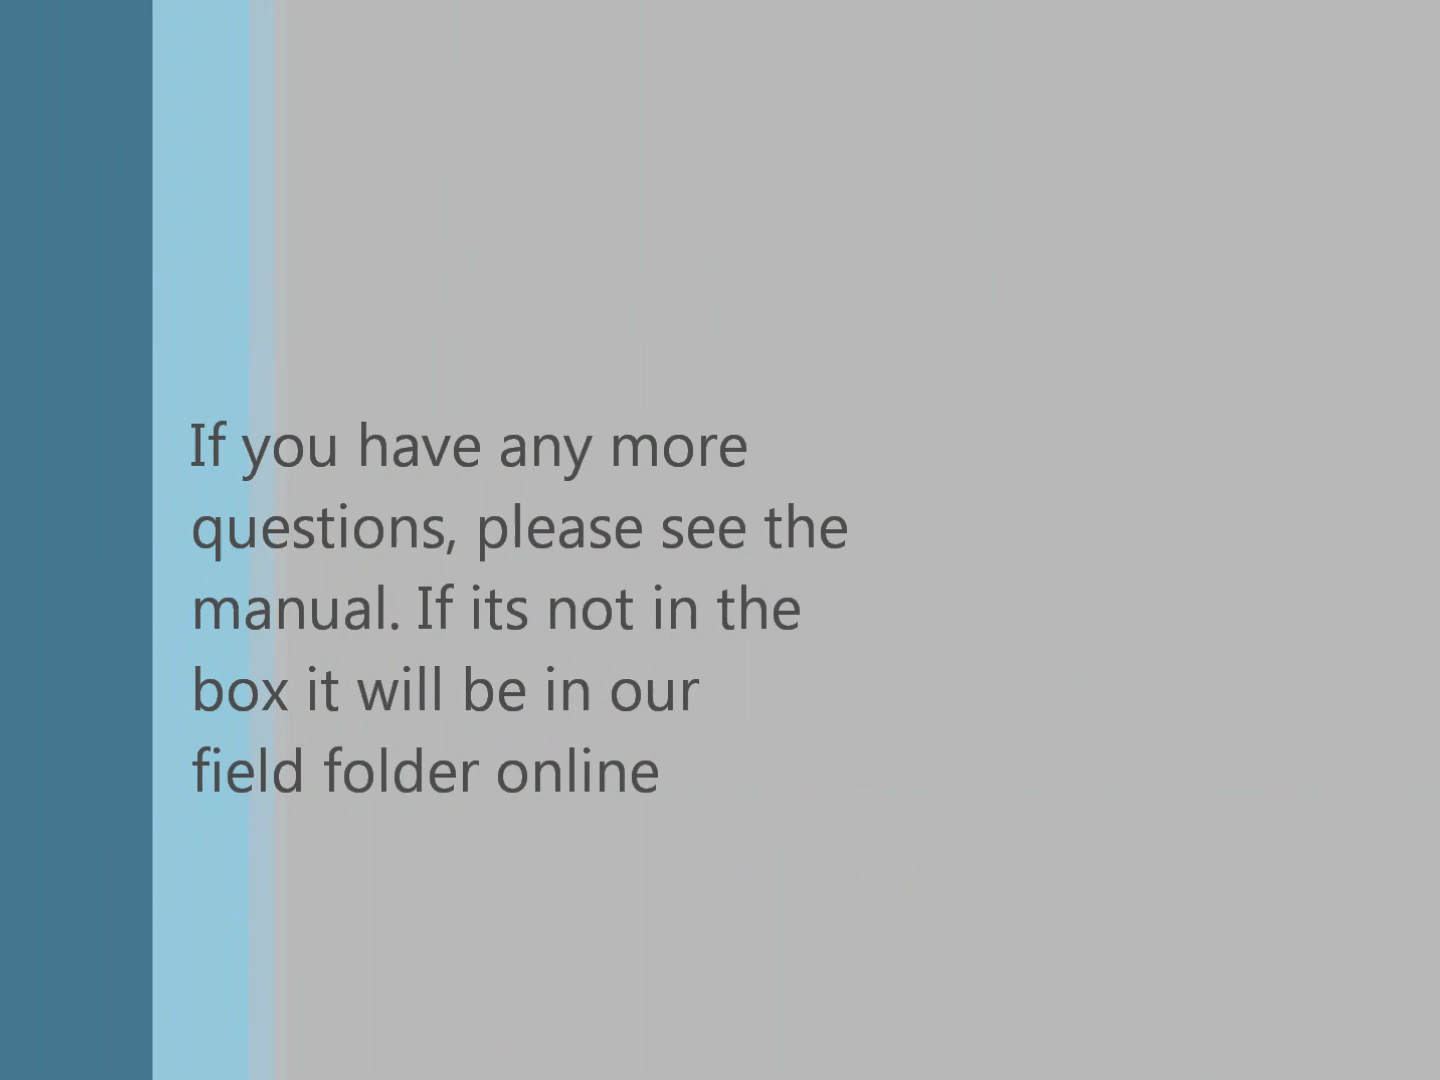 If you have any more
questions, please see the
manual. If its not in the
box it will be in our
field folder online